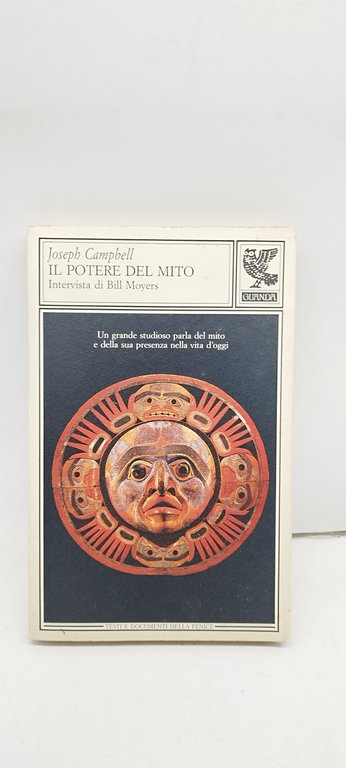 Joseph Campbell
IL POTERE DEL MITO
Intervista di Bill Moyers
GUANDA
Un grande studioso parla del mito
e della sua presenza nella vita d'oggi
TESTI E DOCUMENTI DELLA FENICE